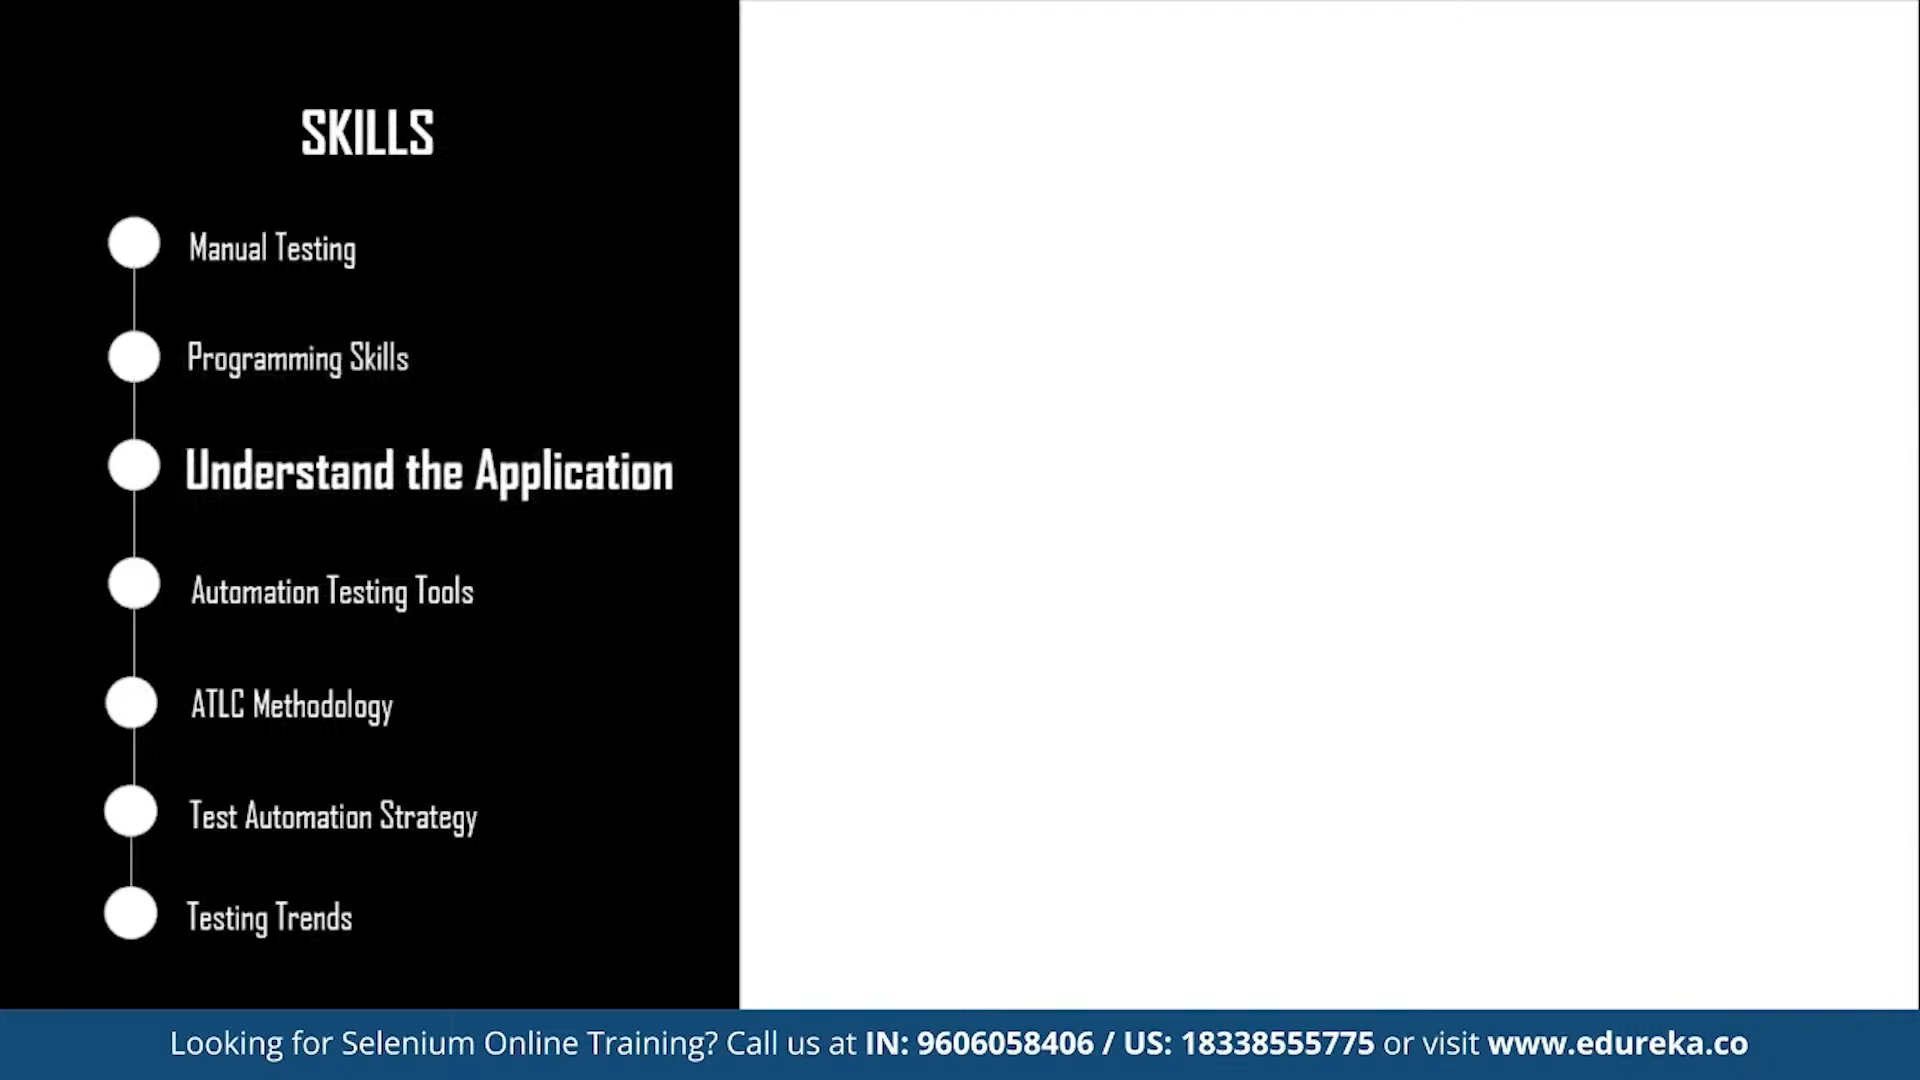 SKILLS
Manual Testing
Programming Skills
Understand the Application
Automation Testing Tools
ATLC Methodology
Test Automation Strategy
Testing Trends
Looking for Selenium Online Training? Call us at IN: 9606058406 / US: 18338555775 or visit www.edureka.co